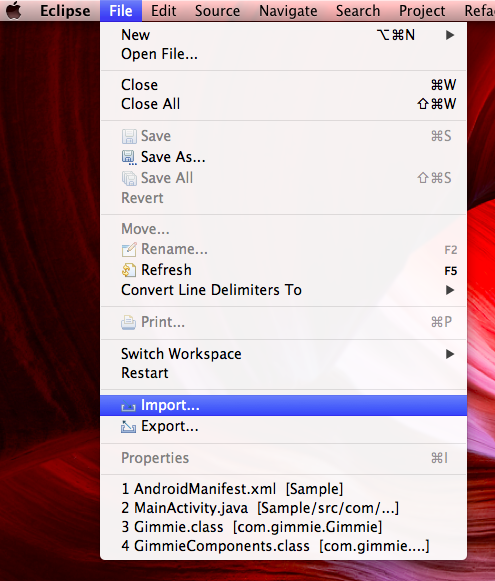 Eclipse File Edit Source Navigate Search Project Refa
New ⌥⌘N ▶
Open File...
Close ⌘W
Close All ⇧⌘W
Save ⌘S
Save As...
Save All ⇧⌘S
Revert
Move...
Rename... F2
Refresh F5
Convert Line Delimiters To ▶
Print... ⌘P
Switch Workspace ▶
Restart
Import...
Export...
Properties ⌘I
1 AndroidManifest.xml [Sample]
2 MainActivity.java [Sample/src/com/...]
3 Gimmie.class [com.gimmie.Gimmie]
4 GimmieComponents.class [com.gimmie....]